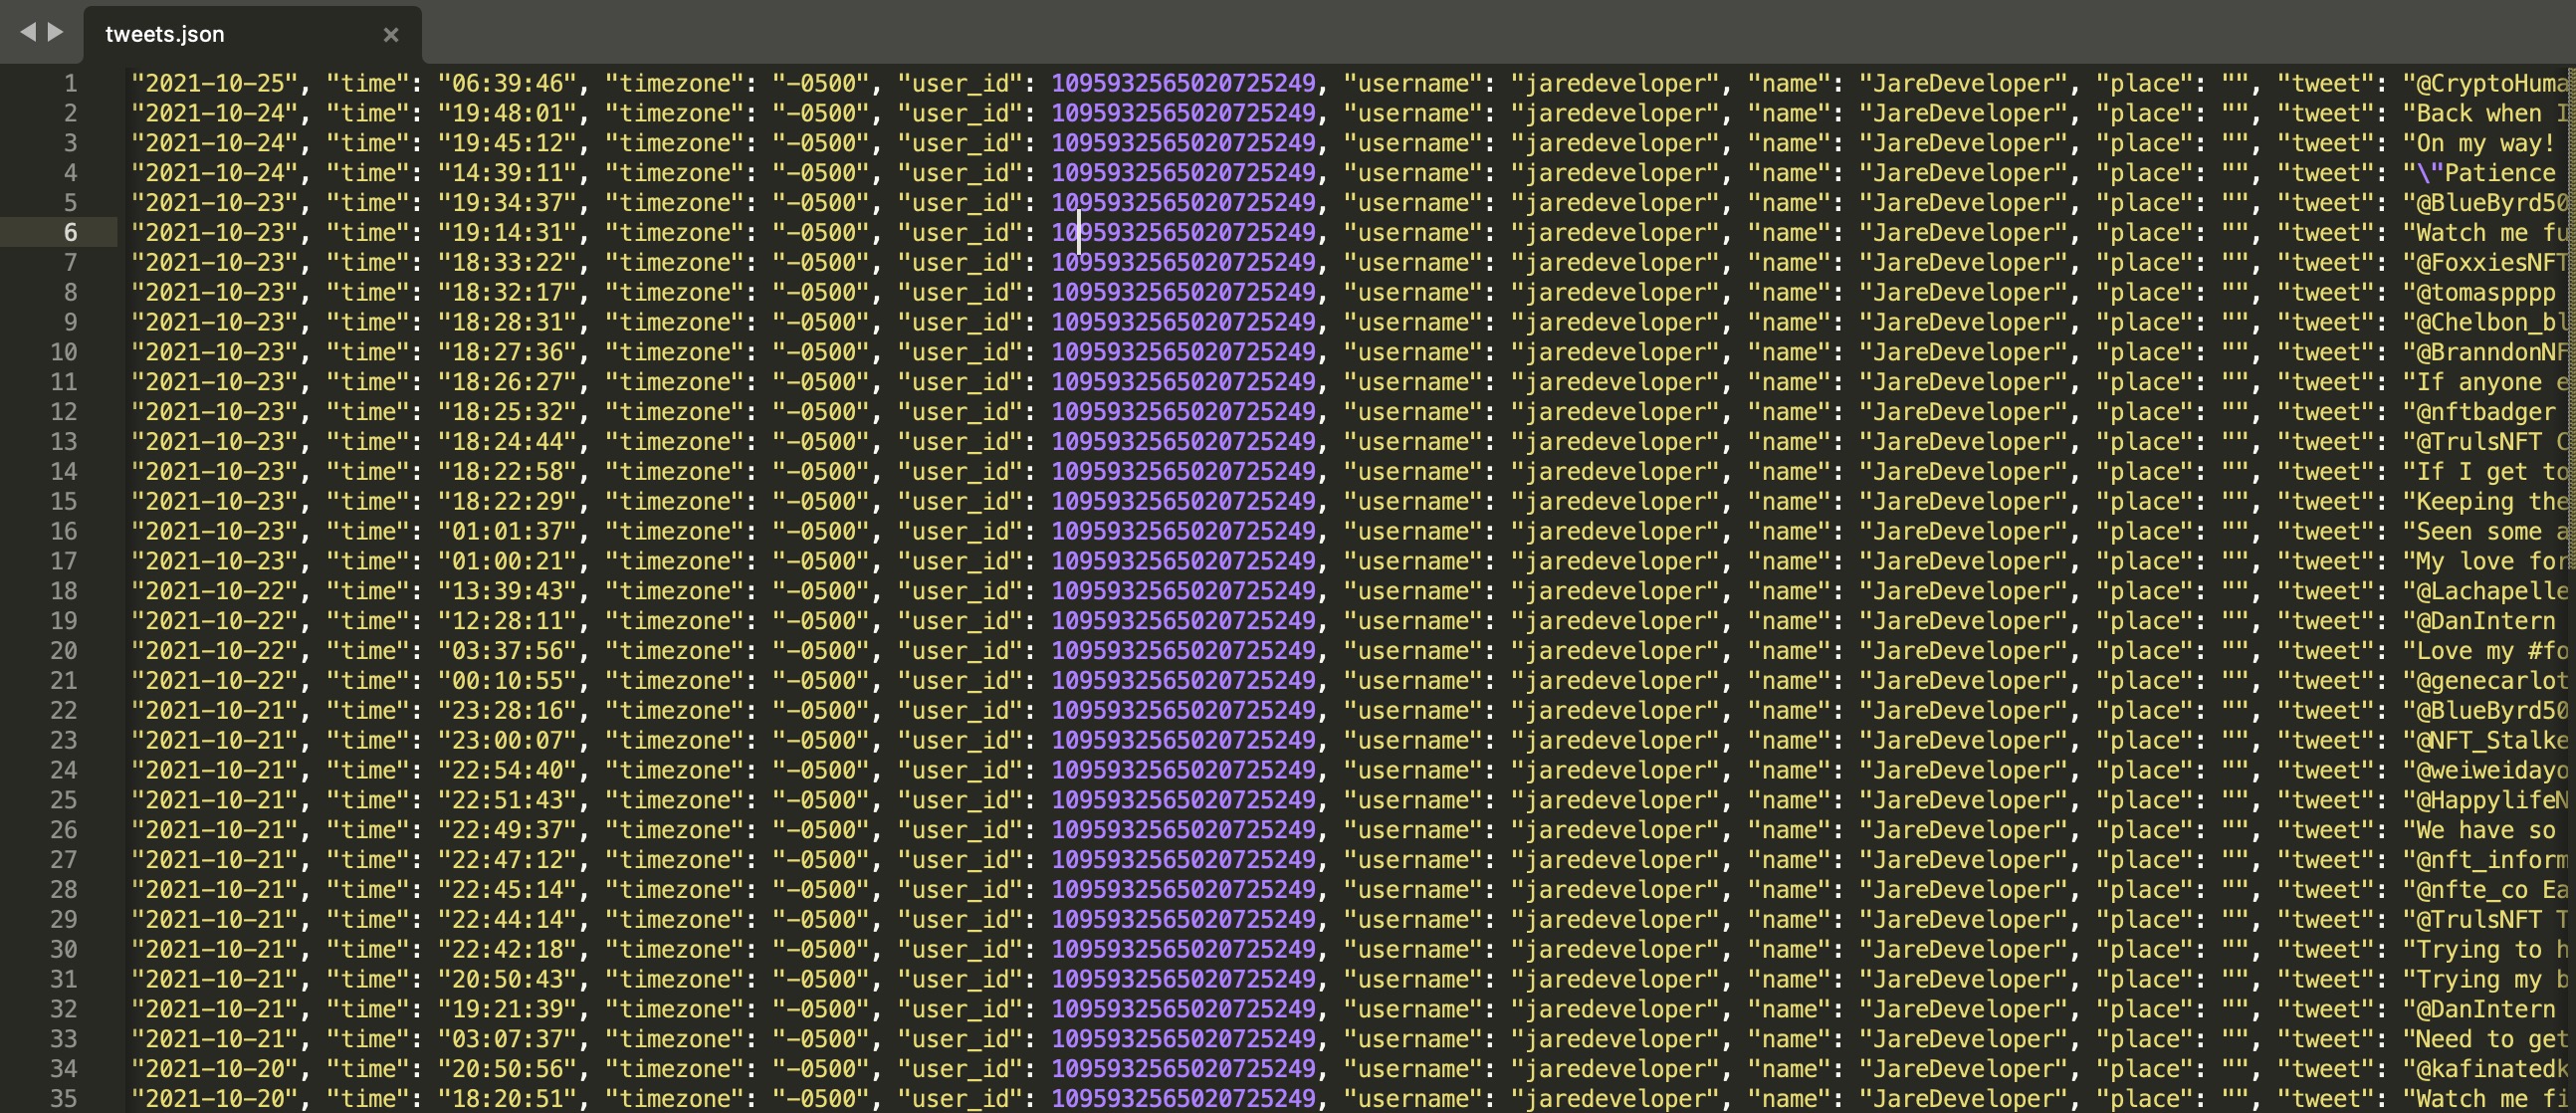 tweets.json ×
1 "2021-10-25", "time": "06:39:46", "timezone": "-0500", "user_id": 1095932565020725249, "username": "jaredeveloper", "name": "JareDeveloper", "place": "", "tweet": "@CryptoHuma
2 "2021-10-24", "time": "19:48:01", "timezone": "-0500", "user_id": 1095932565020725249, "username": "jaredeveloper", "name": "JareDeveloper", "place": "", "tweet": "Back when I
3 "2021-10-24", "time": "19:45:12", "timezone": "-0500", "user_id": 1095932565020725249, "username": "jaredeveloper", "name": "JareDeveloper", "place": "", "tweet": "On my way!
4 "2021-10-24", "time": "14:39:11", "timezone": "-0500", "user_id": 1095932565020725249, "username": "jaredeveloper", "name": "JareDeveloper", "place": "", "tweet": "\"Patience
5 "2021-10-23", "time": "19:34:37", "timezone": "-0500", "user_id": 1095932565020725249, "username": "jaredeveloper", "name": "JareDeveloper", "place": "", "tweet": "@BlueByrd50
6 "2021-10-23", "time": "19:14:31", "timezone": "-0500", "user_id": 1095932565020725249, "username": "jaredeveloper", "name": "JareDeveloper", "place": "", "tweet": "Watch me fu
7 "2021-10-23", "time": "18:33:22", "timezone": "-0500", "user_id": 1095932565020725249, "username": "jaredeveloper", "name": "JareDeveloper", "place": "", "tweet": "@FoxxiesNFT
8 "2021-10-23", "time": "18:32:17", "timezone": "-0500", "user_id": 1095932565020725249, "username": "jaredeveloper", "name": "JareDeveloper", "place": "", "tweet": "@tomaspppp
9 "2021-10-23", "time": "18:28:31", "timezone": "-0500", "user_id": 1095932565020725249, "username": "jaredeveloper", "name": "JareDeveloper", "place": "", "tweet": "@Chelbon_bl
10 "2021-10-23", "time": "18:27:36", "timezone": "-0500", "user_id": 1095932565020725249, "username": "jaredeveloper", "name": "JareDeveloper", "place": "", "tweet": "@BranndonNF
11 "2021-10-23", "time": "18:26:27", "timezone": "-0500", "user_id": 1095932565020725249, "username": "jaredeveloper", "name": "JareDeveloper", "place": "", "tweet": "If anyone e
12 "2021-10-23", "time": "18:25:32", "timezone": "-0500", "user_id": 1095932565020725249, "username": "jaredeveloper", "name": "JareDeveloper", "place": "", "tweet": "@nftbadger
13 "2021-10-23", "time": "18:24:44", "timezone": "-0500", "user_id": 1095932565020725249, "username": "jaredeveloper", "name": "JareDeveloper", "place": "", "tweet": "@TrulsNFT C
14 "2021-10-23", "time": "18:22:58", "timezone": "-0500", "user_id": 1095932565020725249, "username": "jaredeveloper", "name": "JareDeveloper", "place": "", "tweet": "If I get to
15 "2021-10-23", "time": "18:22:29", "timezone": "-0500", "user_id": 1095932565020725249, "username": "jaredeveloper", "name": "JareDeveloper", "place": "", "tweet": "Keeping the
16 "2021-10-23", "time": "01:01:37", "timezone": "-0500", "user_id": 1095932565020725249, "username": "jaredeveloper", "name": "JareDeveloper", "place": "", "tweet": "Seen some a
17 "2021-10-23", "time": "01:00:21", "timezone": "-0500", "user_id": 1095932565020725249, "username": "jaredeveloper", "name": "JareDeveloper", "place": "", "tweet": "My love for
18 "2021-10-22", "time": "13:39:43", "timezone": "-0500", "user_id": 1095932565020725249, "username": "jaredeveloper", "name": "JareDeveloper", "place": "", "tweet": "@Lachapelle
19 "2021-10-22", "time": "12:28:11", "timezone": "-0500", "user_id": 1095932565020725249, "username": "jaredeveloper", "name": "JareDeveloper", "place": "", "tweet": "@DanIntern
20 "2021-10-22", "time": "03:37:56", "timezone": "-0500", "user_id": 1095932565020725249, "username": "jaredeveloper", "name": "JareDeveloper", "place": "", "tweet": "Love my #fo
21 "2021-10-22", "time": "00:10:55", "timezone": "-0500", "user_id": 1095932565020725249, "username": "jaredeveloper", "name": "JareDeveloper", "place": "", "tweet": "@genecarlot
22 "2021-10-21", "time": "23:28:16", "timezone": "-0500", "user_id": 1095932565020725249, "username": "jaredeveloper", "name": "JareDeveloper", "place": "", "tweet": "@BlueByrd50
23 "2021-10-21", "time": "23:00:07", "timezone": "-0500", "user_id": 1095932565020725249, "username": "jaredeveloper", "name": "JareDeveloper", "place": "", "tweet": "@NFT_Stalke
24 "2021-10-21", "time": "22:54:40", "timezone": "-0500", "user_id": 1095932565020725249, "username": "jaredeveloper", "name": "JareDeveloper", "place": "", "tweet": "@weiweidayo
25 "2021-10-21", "time": "22:51:43", "timezone": "-0500", "user_id": 1095932565020725249, "username": "jaredeveloper", "name": "JareDeveloper", "place": "", "tweet": "@HappylifeN
26 "2021-10-21", "time": "22:49:37", "timezone": "-0500", "user_id": 1095932565020725249, "username": "jaredeveloper", "name": "JareDeveloper", "place": "", "tweet": "We have so
27 "2021-10-21", "time": "22:47:12", "timezone": "-0500", "user_id": 1095932565020725249, "username": "jaredeveloper", "name": "JareDeveloper", "place": "", "tweet": "@nft_inform
28 "2021-10-21", "time": "22:45:14", "timezone": "-0500", "user_id": 1095932565020725249, "username": "jaredeveloper", "name": "JareDeveloper", "place": "", "tweet": "@nfte_co Ea
29 "2021-10-21", "time": "22:44:14", "timezone": "-0500", "user_id": 1095932565020725249, "username": "jaredeveloper", "name": "JareDeveloper", "place": "", "tweet": "@TrulsNFT T
30 "2021-10-21", "time": "22:42:18", "timezone": "-0500", "user_id": 1095932565020725249, "username": "jaredeveloper", "name": "JareDeveloper", "place": "", "tweet": "Trying to h
31 "2021-10-21", "time": "20:50:43", "timezone": "-0500", "user_id": 1095932565020725249, "username": "jaredeveloper", "name": "JareDeveloper", "place": "", "tweet": "Trying my b
32 "2021-10-21", "time": "19:21:39", "timezone": "-0500", "user_id": 1095932565020725249, "username": "jaredeveloper", "name": "JareDeveloper", "place": "", "tweet": "@DanIntern
33 "2021-10-21", "time": "03:07:37", "timezone": "-0500", "user_id": 1095932565020725249, "username": "jaredeveloper", "name": "JareDeveloper", "place": "", "tweet": "Need to get
34 "2021-10-20", "time": "20:50:56", "timezone": "-0500", "user_id": 1095932565020725249, "username": "jaredeveloper", "name": "JareDeveloper", "place": "", "tweet": "@kafinatedk
35 "2021-10-20", "time": "18:20:51", "timezone": "-0500", "user_id": 1095932565020725249, "username": "jaredeveloper", "name": "JareDeveloper", "place": "", "tweet": "Watch me fi